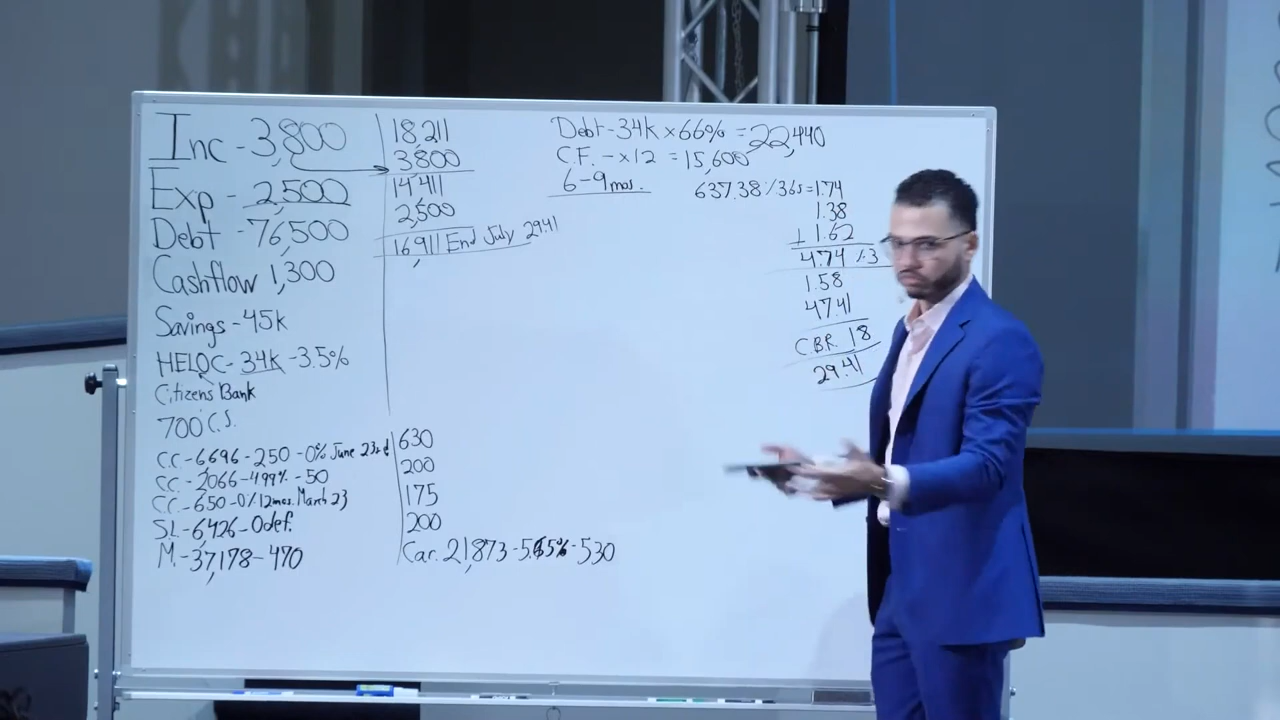 Inc - 3,800
Exp - 2,500
Debt - 76,500
Cashflow 1,300
Savings - 45k
HELOC - 34k - 3.5%
Citizens Bank
700 C.S.
CC - 6,696 - 250 - 0% June 23rd
CC - 2066 - 4.99% - 50
CC - 650 - 0% 12mos. March 23
SL - 6,426 - 0 def.
M. - 37,178 - 470
18,211
3800
14,411
2,500
16,911 End July 29.41
630
200
175
200
Car. 21,873 - 5.65% - 530
Debt - 34k x 66% = 22,440
C.F. - x12 = 15,600
6-9 mos.
637.38 % 365 = 1.74
1.38
+ 1.62
4.74 % 3
1.58
47.41
C.B.R. 18
29.41